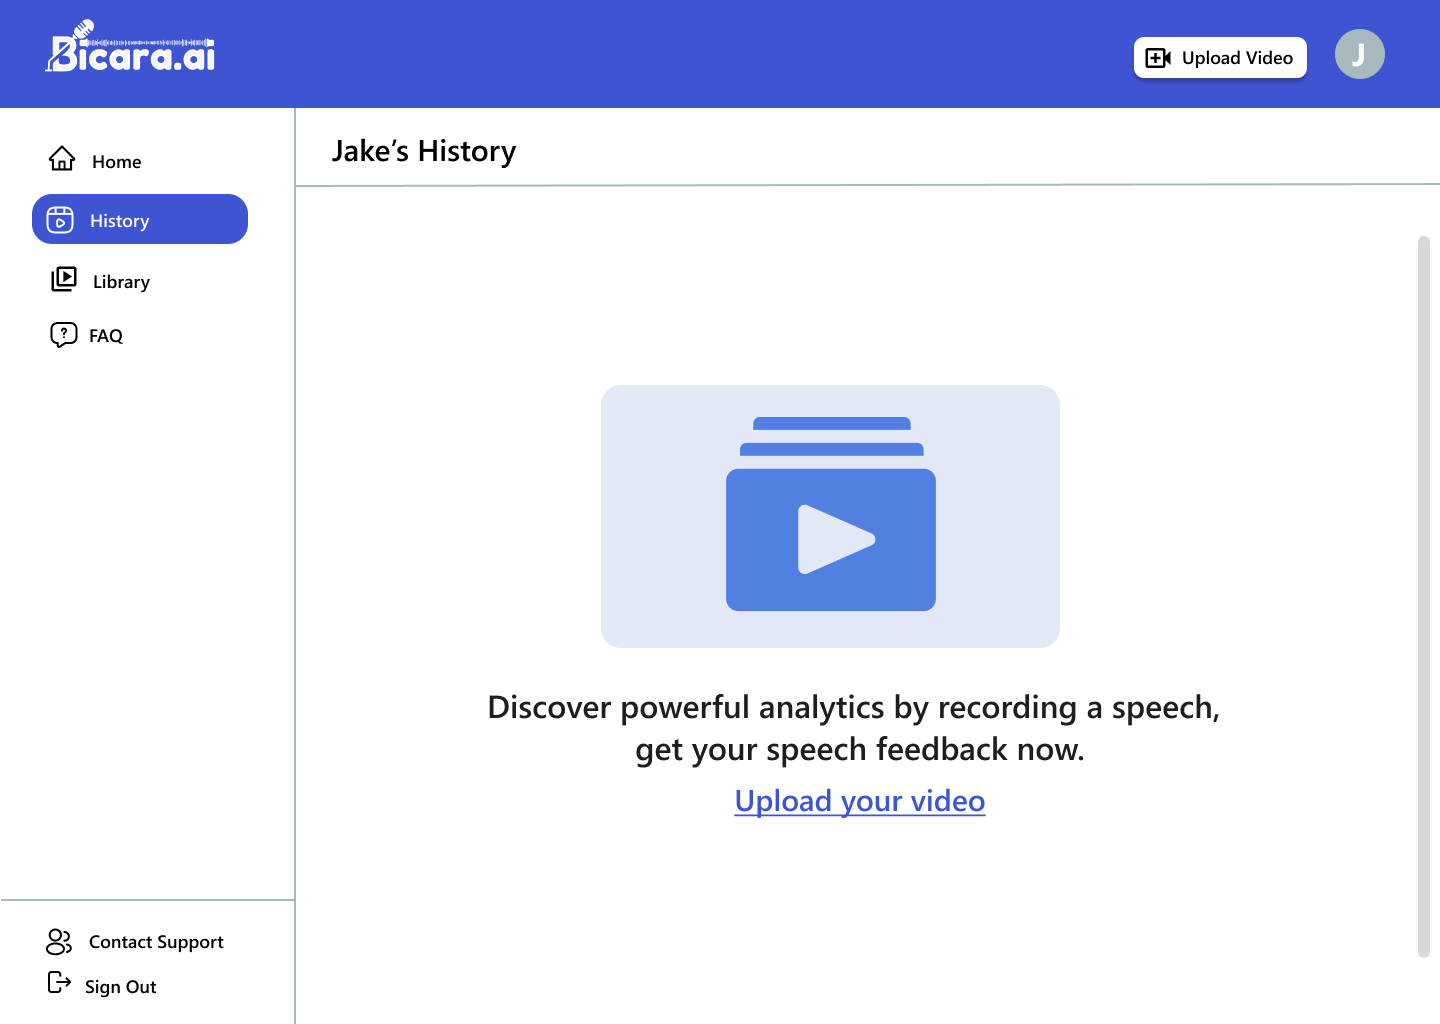 Bicara.ai
Upload Video
J
Home
History
Library
FAQ
Contact Support
Sign Out
Jake’s History
Discover powerful analytics by recording a speech,
get your speech feedback now.
Upload your video